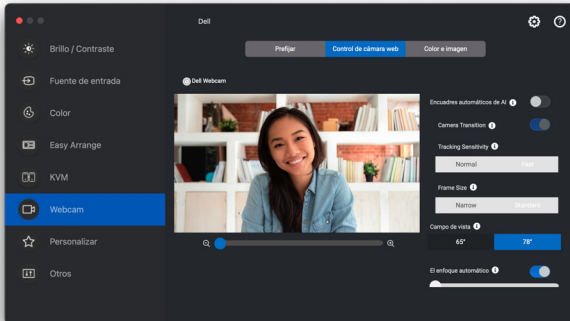 Dell
Prefijar
Control de cámara web
Color e imagen
Brillo / Contraste
Fuente de entrada
Color
Easy Arrange
KVM
Webcam
Personalizar
Otros
Dell Webcam
Encuadres automáticos de AI
Camera Transition
Tracking Sensitivity
Normal
Fast
Frame Size
Narrow
Standard
Campo de vista
65°
78°
El enfoque automático